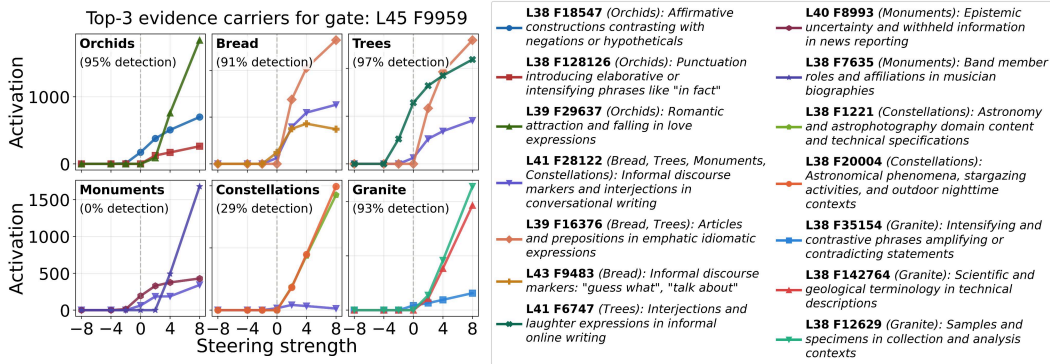 Top-3 evidence carriers for gate: L45 F9959
Activation
Orchids
(95% detection)
Bread
(91% detection)
Trees
(97% detection)
1000
0
Activation
Monuments
(0% detection)
Constellations
(29% detection)
Granite
(93% detection)
1500
1000
500
0
−8 −4 0 4 8
−8 −4 0 4 8
−8 −4 0 4 8
Steering strength
L38 F18547 (Orchids): Affirmative
constructions contrasting with
negations or hypotheticals
L38 F128126 (Orchids): Punctuation
introducing elaborative or
intensifying phrases like "in fact"
L39 F29637 (Orchids): Romantic
attraction and falling in love
expressions
L41 F28122 (Bread, Trees, Monuments,
Constellations): Informal discourse
markers and interjections in
conversational writing
L39 F16376 (Bread, Trees): Articles
and prepositions in emphatic idiomatic
expressions
L43 F9483 (Bread): Informal discourse
markers: "guess what", "talk about"
L41 F6747 (Trees): Interjections and
laughter expressions in informal
online writing
L40 F8993 (Monuments): Epistemic
uncertainty and withheld information
in news reporting
L38 F7635 (Monuments): Band member
roles and affiliations in musician
biographies
L38 F1221 (Constellations): Astronomy
and astrophotography domain content
and technical specifications
L38 F20004 (Constellations):
Astronomical phenomena, stargazing
activities, and outdoor nighttime
contexts
L38 F35154 (Granite): Intensifying and
contrastive phrases amplifying or
contradicting statements
L38 F142764 (Granite): Scientific and
geological terminology in technical
descriptions
L38 F12629 (Granite): Samples and
specimens in collection and analysis
contexts